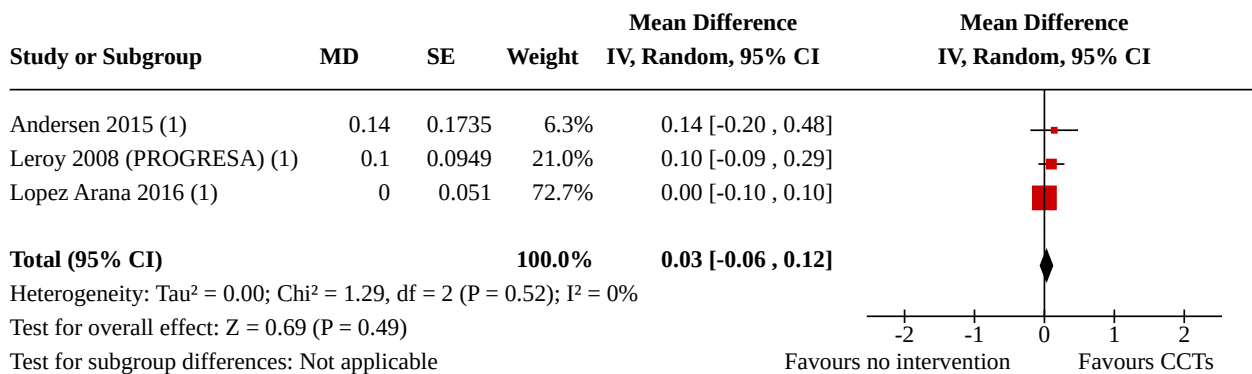 Mean Difference Mean Difference
Study or Subgroup MD SE Weight IV, Random, 95% CI IV, Random, 95% CI
Andersen 2015 (1) 0.14 0.1735 6.3% 0.14 [-0.20 , 0.48]
Leroy 2008 (PROGRESA) (1) 0.1 0.0949 21.0% 0.10 [-0.09 , 0.29]
Lopez Arana 2016 (1) 0 0.051 72.7% 0.00 [-0.10 , 0.10]
Total (95% CI) 100.0% 0.03 [-0.06 , 0.12]
Heterogeneity: Tau² = 0.00; Chi² = 1.29, df = 2 (P = 0.52); I² = 0%
Test for overall effect: Z = 0.69 (P = 0.49) -2 -1 0 1 2
Test for subgroup differences: Not applicable Favours no intervention Favours CCTs